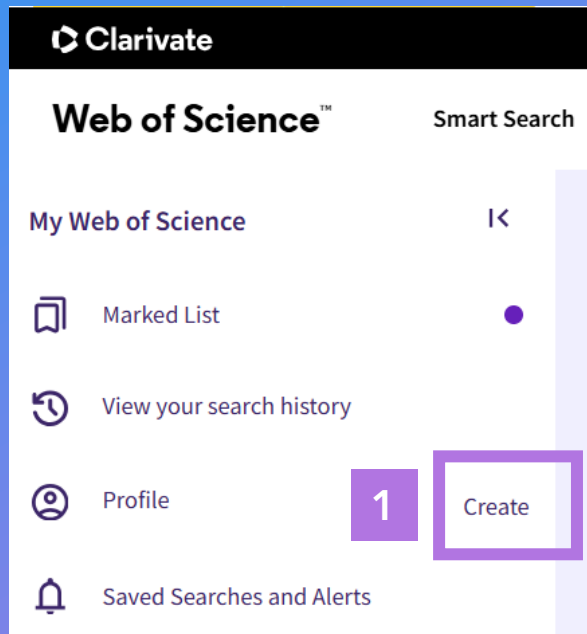 Clarivate
Web of Science™ Smart Search
My Web of Science
Marked List
View your search history
Profile 1 Create
Saved Searches and Alerts